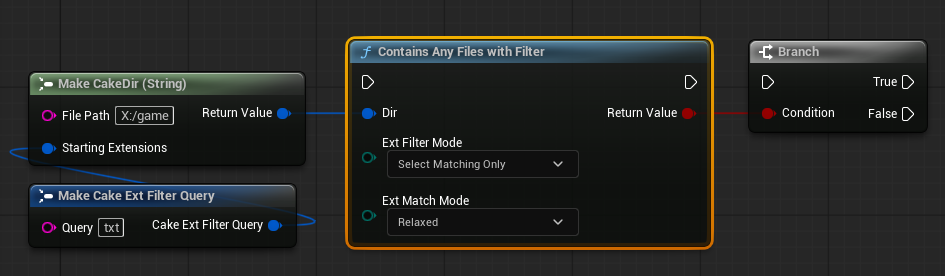 Make CakeDir (String)
File Path X:/game Return Value
Starting Extensions
Make Cake Ext Filter Query
Query txt Cake Ext Filter Query
f Contains Any Files with Filter
Dir Return Value
Ext Filter Mode
Select Matching Only
Ext Match Mode
Relaxed
Branch
True
Condition False